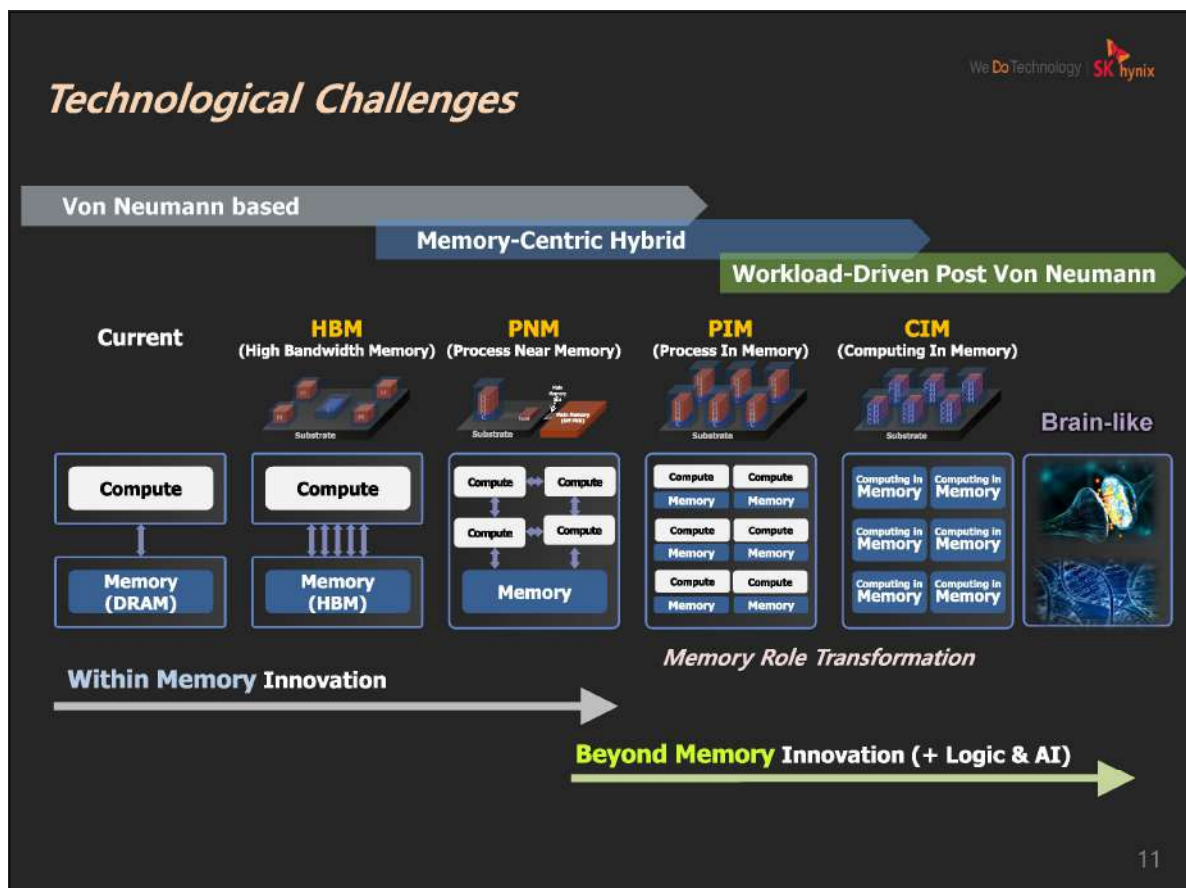 We Do Technology | SK hynix
Technological Challenges
Von Neumann based
Memory-Centric Hybrid
Workload-Driven Post Von Neumann
Current
HBM
(High Bandwidth Memory)
Substrate
PNM
(Process Near Memory)
Substrate
PIM
(Process In Memory)
Substrate
CIM
(Computing In Memory)
Substrate
Brain-like
Compute
Memory
(DRAM)
Compute
Memory
(HBM)
Compute Compute
Compute Compute
Memory
Compute Compute
Memory Memory
Compute Compute
Memory Memory
Compute Compute
Memory Memory
Computing In Computing In
Memory Memory
Computing In Computing In
Memory Memory
Computing In Computing In
Memory Memory
Memory Role Transformation
Within Memory Innovation
Beyond Memory Innovation (+ Logic & AI)
11